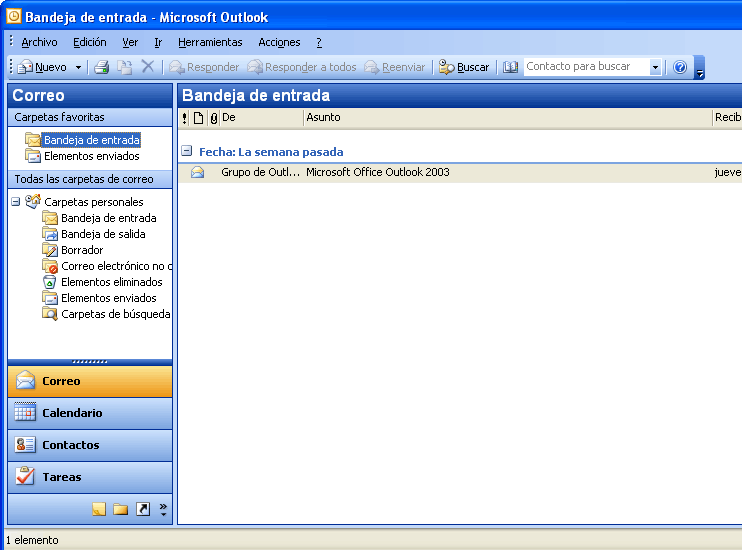 Bandeja de entrada - Microsoft Outlook
Archivo Edición Ver Ir Herramientas Acciones ?
Nuevo Responder Responder a todos Reenviar Buscar Contacto para buscar
Correo
Carpetas favoritas
Bandeja de entrada
Elementos enviados
Todas las carpetas de correo
Carpetas personales
Bandeja de entrada
Bandeja de salida
Borrador
Correo electrónico no c
Elementos eliminados
Elementos enviados
Carpetas de búsqueda
Correo
Calendario
Contactos
Tareas
Bandeja de entrada
De Asunto Recib
Fecha: La semana pasada
Grupo de Outl... Microsoft Office Outlook 2003 jueve
1 elemento